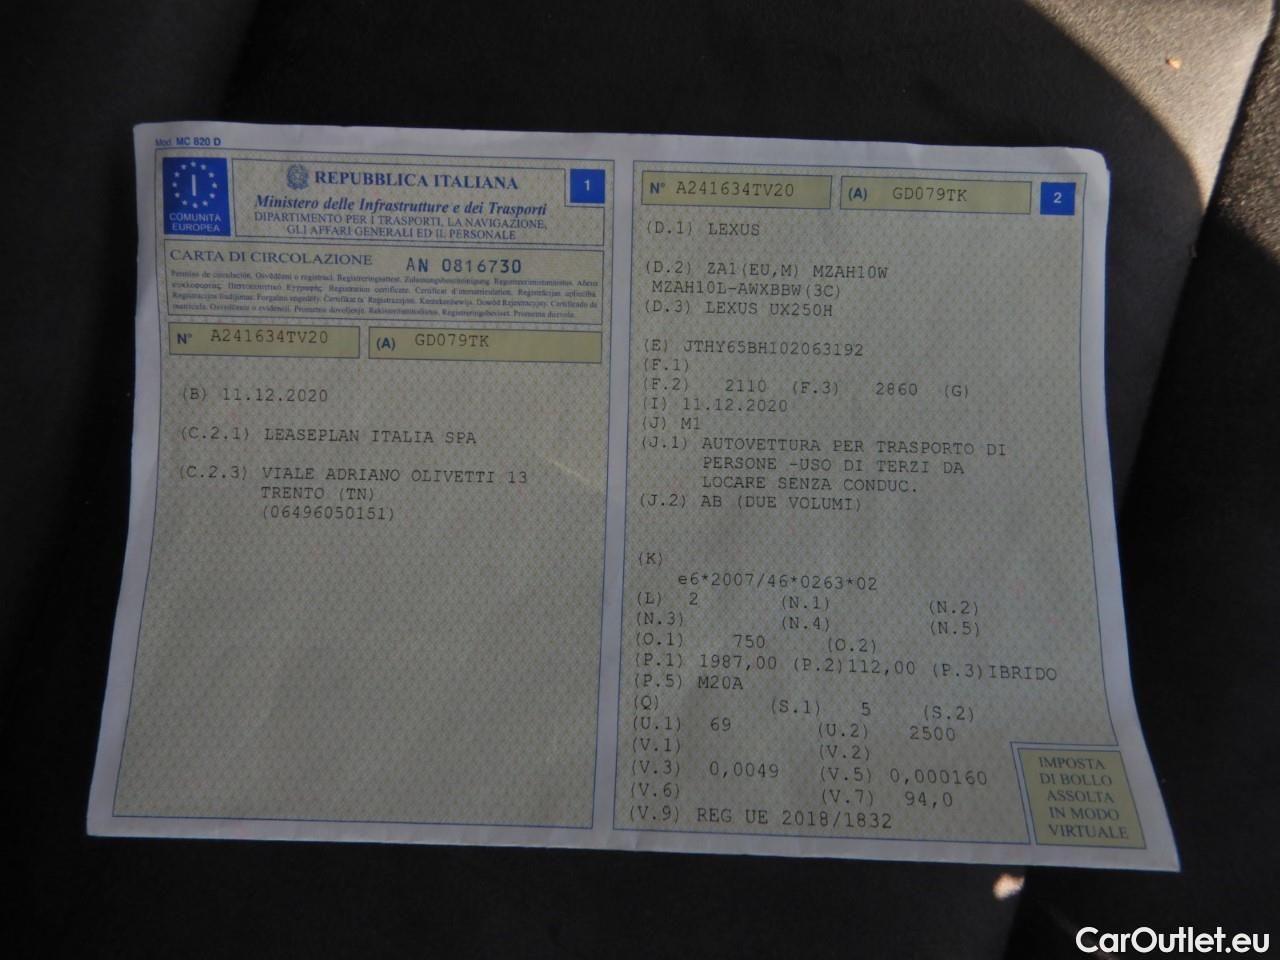 Mod. MC 820 D
I
COMUNITÀ
EUROPEA
REPUBBLICA ITALIANA
1
Ministero delle Infrastrutture e dei Trasporti
DIPARTIMENTO PER I TRASPORTI, LA NAVIGAZIONE,
GLI AFFARI GENERALI ED IL PERSONALE
CARTA DI CIRCOLAZIONE AN 0816730
N° A241634TV20 (A) GD079TK
(B) 11.12.2020
(C.2.1) LEASEPLAN ITALIA SPA
(C.2.3) VIALE ADRIANO OLIVETTI 13
TRENTO (TN)
(06496050151)
N° A241634TV20 (A) GD079TK 2
(D.1) LEXUS
(D.2) ZA1(EU,M) MZAH10W
MZAH10L-AWXBBW(3C)
(D.3) LEXUS UX250H
(E) JTHY65BH102063192
(F.1)
(F.2) 2110 (F.3) 2860 (G)
(I) 11.12.2020
(J) M1
(J.1) AUTOVETTURA PER TRASPORTO DI
PERSONE -USO DI TERZI DA
LOCARE SENZA CONDUC.
(J.2) AB (DUE VOLUMI)
(K)
e6*2007/46*0263*02
(L) 2 (N.1) (N.2)
(N.3) (N.4) (N.5)
(O.1) 750 (O.2)
(P.1) 1987,00 (P.2)112,00 (P.3)IBRIDO
(P.5) M20A
(Q) (S.1) 5 (S.2)
(U.1) 69 (U.2) 2500
(V.1) (V.2)
(V.3) 0,0049 (V.5) 0,000160
(V.6) (V.7) 94,0
(V.9) REG UE 2018/1832
IMPOSTA
DI BOLLO
ASSOLTA
IN MODO
VIRTUALE
CarOutlet.eu